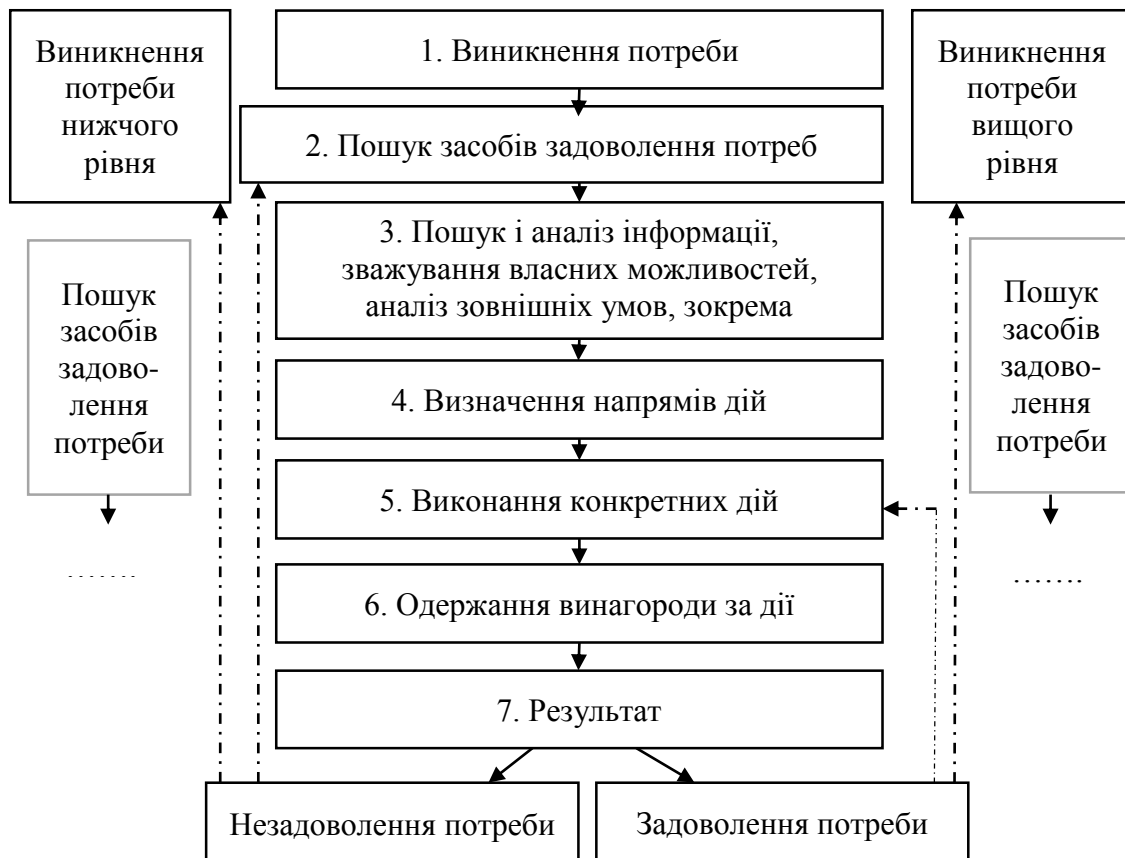 Виникнення
потреби
нижчого
рівня
Пошук
засобів
задово-
лення
потреби
.......
1. Виникнення потреби
2. Пошук засобів задоволення потреб
3. Пошук і аналіз інформації,
зважування власних можливостей,
аналіз зовнішніх умов, зокрема
4. Визначення напрямів дій
5. Виконання конкретних дій
6. Одержання винагороди за дії
7. Результат
Незадоволення потреби
Задоволення потреби
Виникнення
потреби
вищого
рівня
Пошук
засобів
задово-
лення
потреби
.......